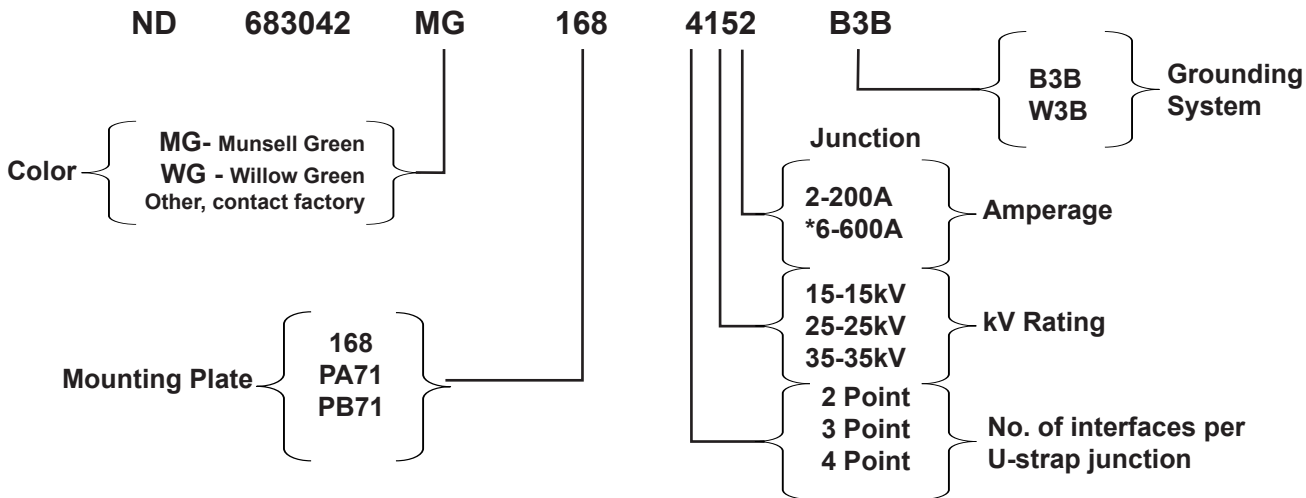 ND 683042 MG 168 4152 B3B
B3B
W3B
Grounding
System
Junction
Color
MG- Munsell Green
WG - Willow Green
Other, contact factory
2-200A
*6-600A
Amperage
15-15kV
25-25kV
35-35kV
kV Rating
Mounting Plate
168
PA71
PB71
2 Point
3 Point
4 Point
No. of interfaces per
U-strap junction